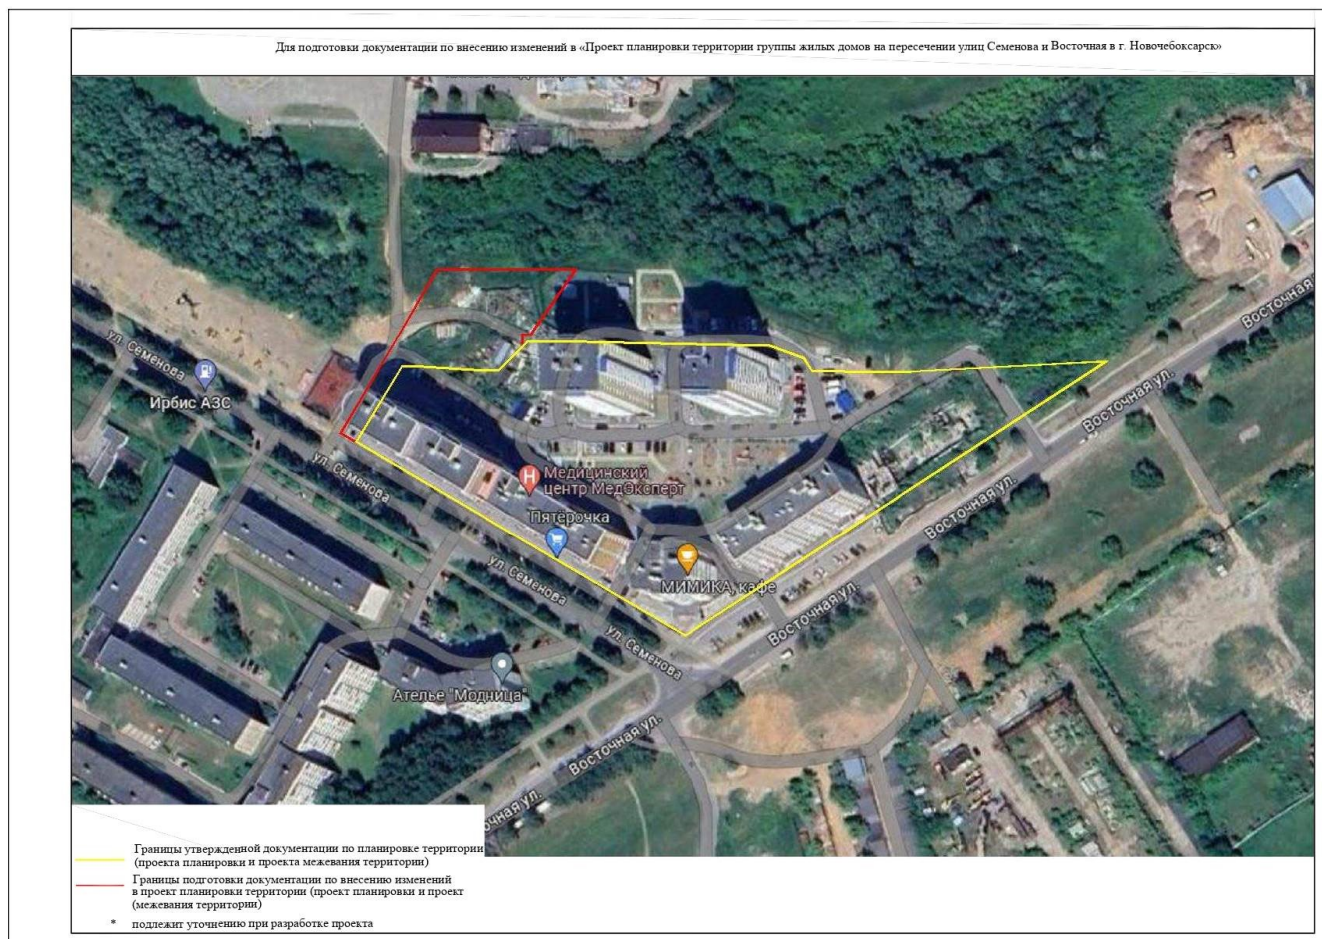 Для подготовки документации по внесению изменений в «Проект планировки территории группы жилых домов на пересечении улиц Семенова и Восточная в г. Новочебоксарск»
Восточная
ул. Семенова
Ирбис АЗС
Восточная ул.
ул. Семенова
Медицинский
центр МедЭксперт
Восточная ул.
Пятерочка
ул. Семенова
МИМИКА, кафе
Восточная ул.
ул. Семенова
Ателье "Модница"
Восточная ул.
очная ул.
Границы утвержденной документации по планировке территории
(проекта планировки и проекта межевания территории)
Границы подготовки документации по внесению изменений
в проект планировки территории (проект планировки и проект
(межевания территории)
* подлежит уточнению при разработке проекта